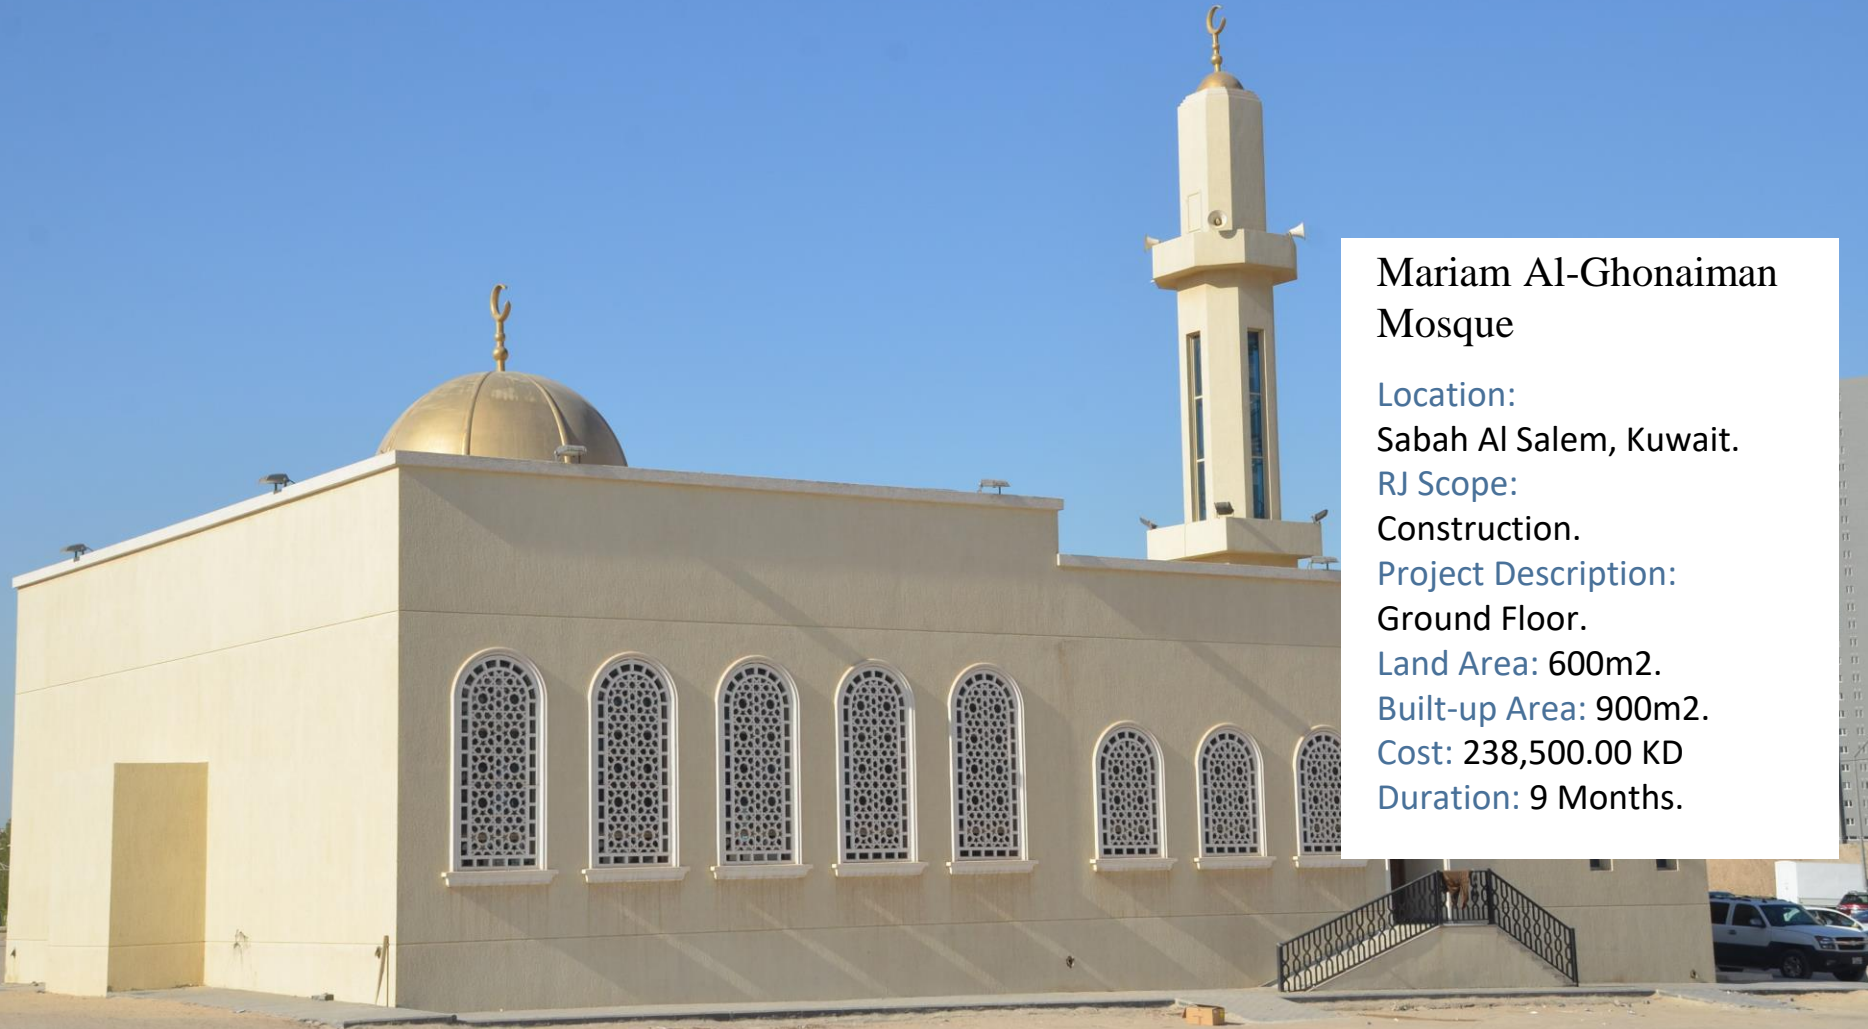 Mariam Al-Ghonaiman
Mosque
Location:
Sabah Al Salem, Kuwait.
RJ Scope:
Construction.
Project Description:
Ground Floor.
Land Area: 600m2.
Built-up Area: 900m2.
Cost: 238,500.00 KD
Duration: 9 Months.